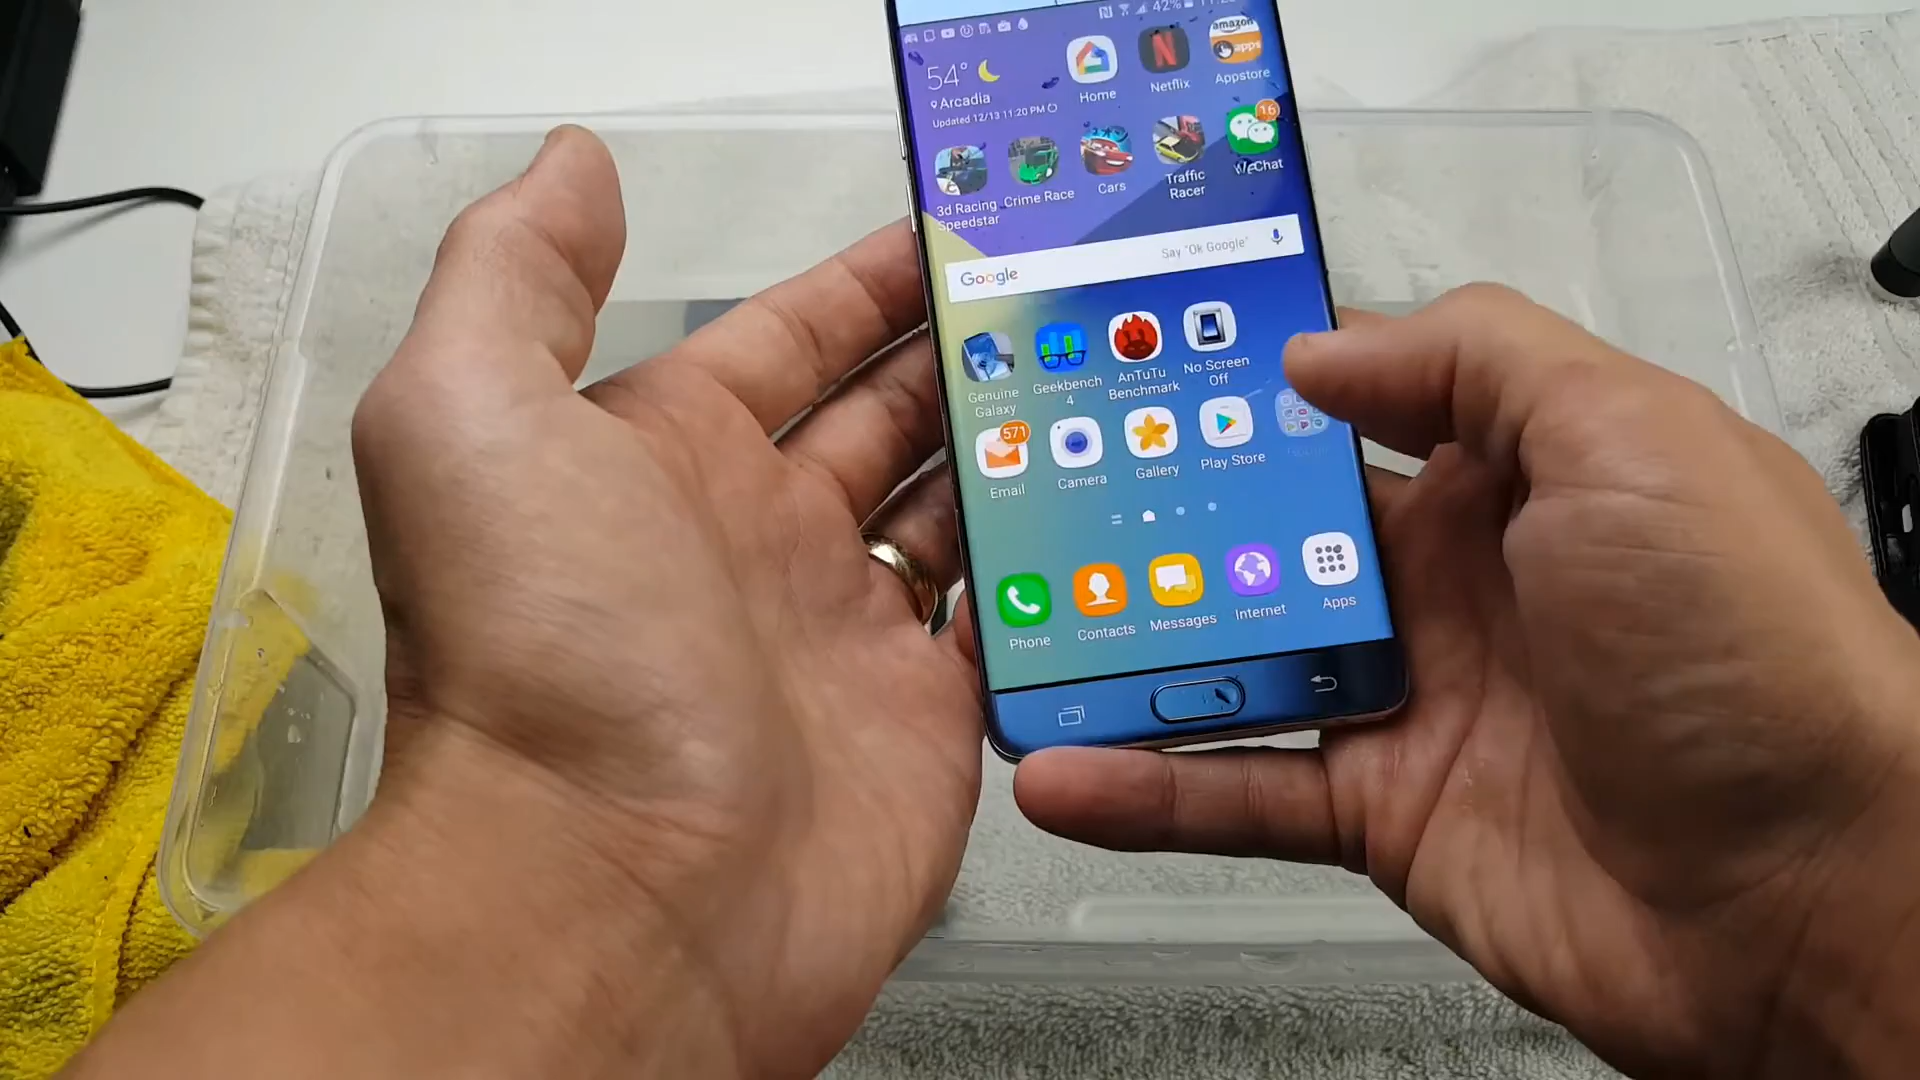 42%
54°
Arcadia
Updated 12/13 11:20 PM
Home
Netflix
amazon
apps
Appstore
16
3d Racing
Speedstar
Crime Race
Cars
Traffic
Racer
WeChat
Google
Say "Ok Google"
Genuine
Galaxy
Geekbench
4
AnTuTu
Benchmark
No Screen
Off
571
Email
Camera
Gallery
Play Store
Phone
Contacts
Messages
Internet
Apps